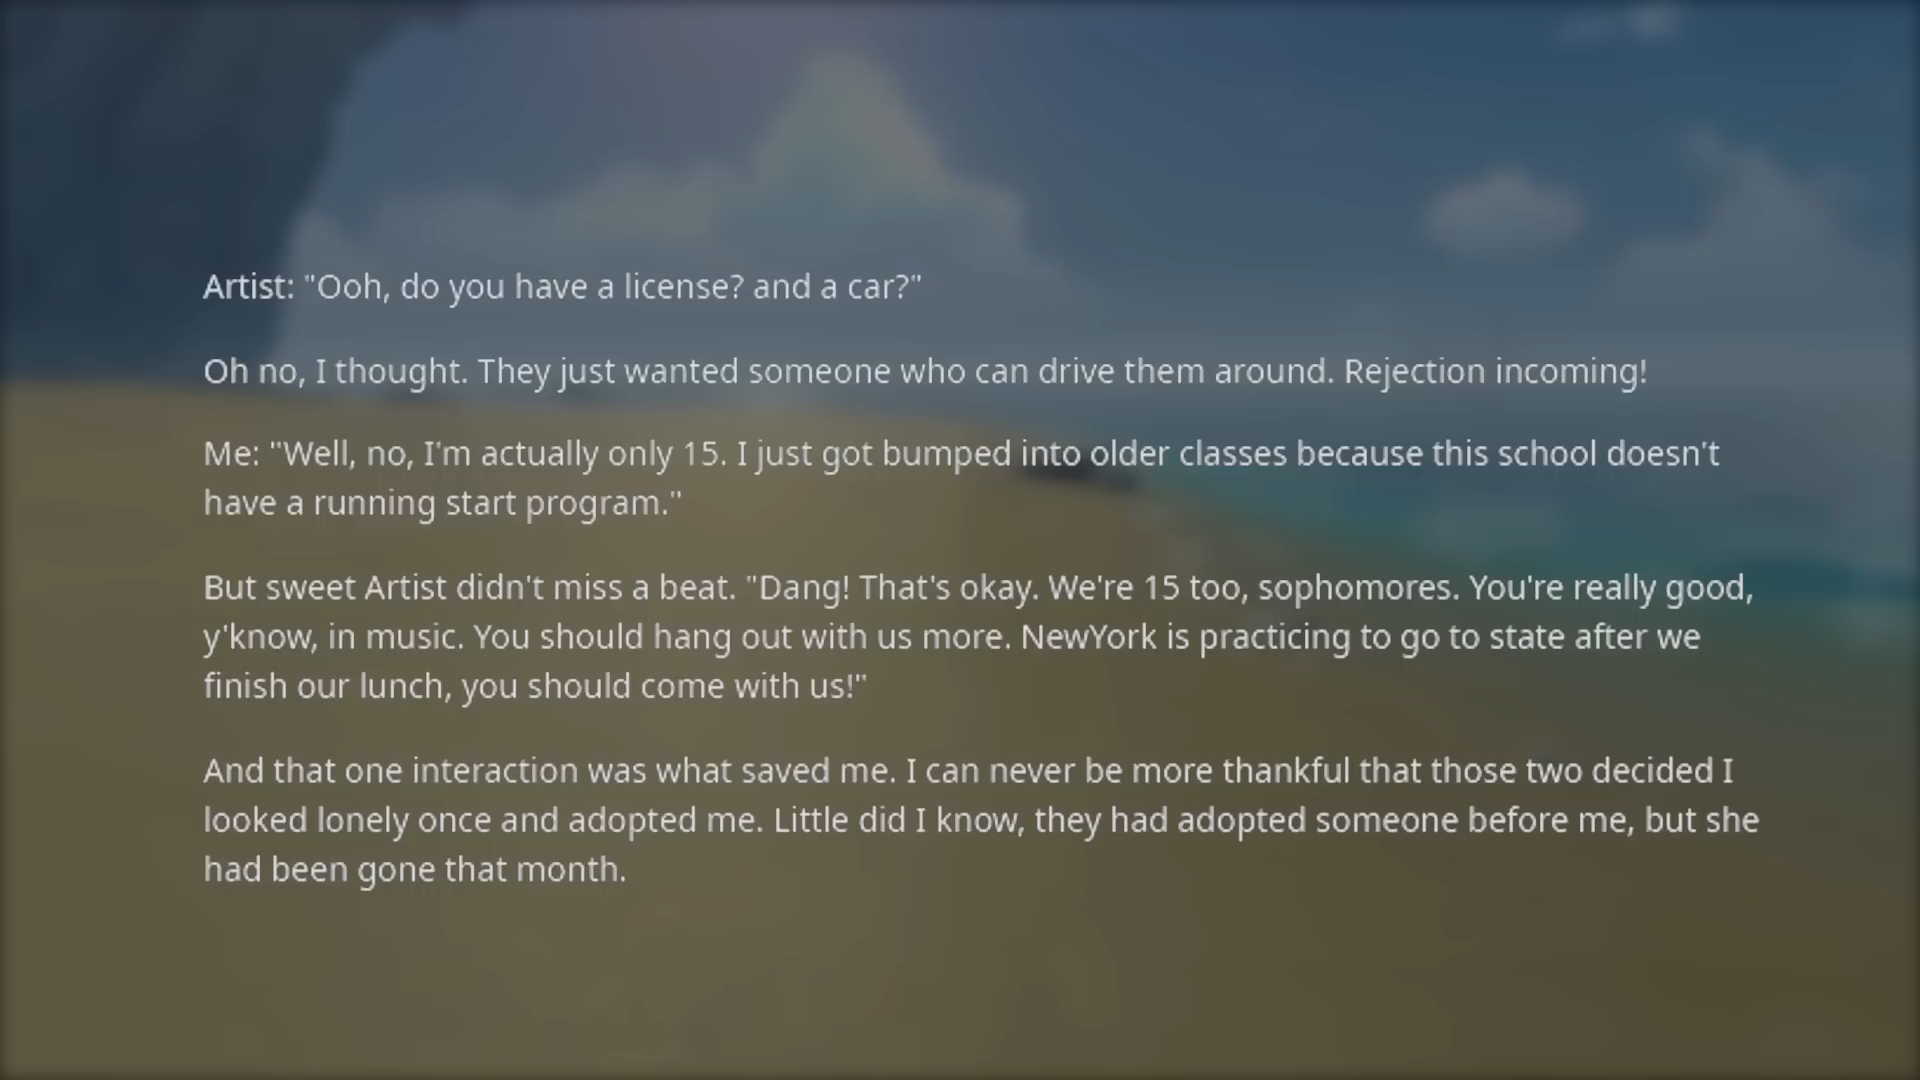 Artist: "Ooh, do you have a license? and a car?"
Oh no, I thought. They just wanted someone who can drive them around. Rejection incoming!
Me: "Well, no, I'm actually only 15. I just got bumped into older classes because this school doesn't
have a running start program."
But sweet Artist didn't miss a beat. "Dang! That's okay. We're 15 too, sophomores. You're really good,
y'know, in music. You should hang out with us more. NewYork is practicing to go to state after we
finish our lunch, you should come with us!"
And that one interaction was what saved me. I can never be more thankful that those two decided I
looked lonely once and adopted me. Little did I know, they had adopted someone before me, but she
had been gone that month.